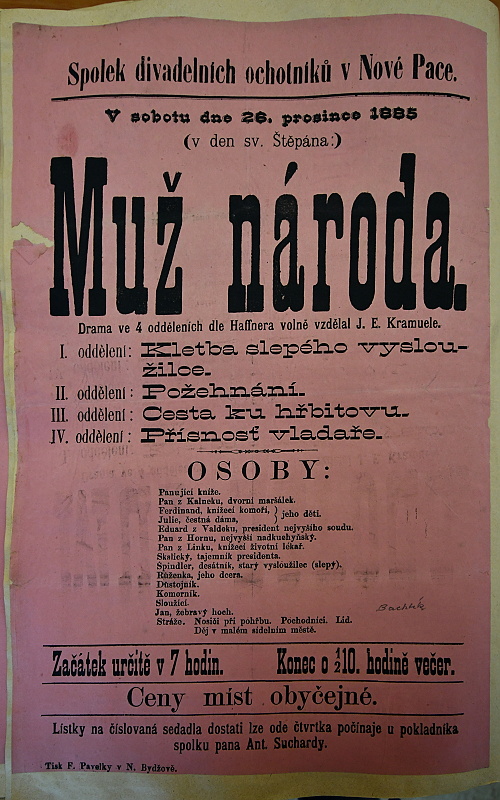 Spolek divadelních ochotníků v Nové Pace.
V sobotu dne 26. prosince 1885
(v den sv. Štěpána:)
Muž národa.
Drama ve 4 odděleních dle Haffnera volně vzdělal J. E. Kramuele.
I. oddělení: Kletba slepého vyslou-
žilce.
II. oddělení: Požehnání.
III. oddělení: Cesta ku hřbitovu.
IV. oddělení: Přísnosť vladaře.
OSOBY:
Panující kníže.
Pan z Kalneku, dvorní maršálek.
Ferdinand, knížecí komoří, } jeho děti.
Julie, čestná dáma,
Eduard z Valdeku, president nejvyššího soudu.
Pan z Hornu, nejvyšší nadkuchyňský.
Pan z Linku, knížecí životní lékař.
Skalický, tajemník presidenta.
Špindler, desátník, starý vysloužilec (slepý).
Růženka, jeho dcera.
Důstojník.
Komorník.
Sloužící.
Jan, žebravý hoch.
Stráže. Nosiči při pohřbu. Pochodníci. Lid.
Děj v malém sídelním městě.
Začátek určitě v 7 hodin. Konec o ½10. hodině večer.
Ceny míst obyčejné.
Lístky na číslovaná sedadla dostati lze ode čtvrtka počínaje u pokladníka
spolku pana Ant. Suchardy.
Tisk F. Pavelky v N. Bydžově.